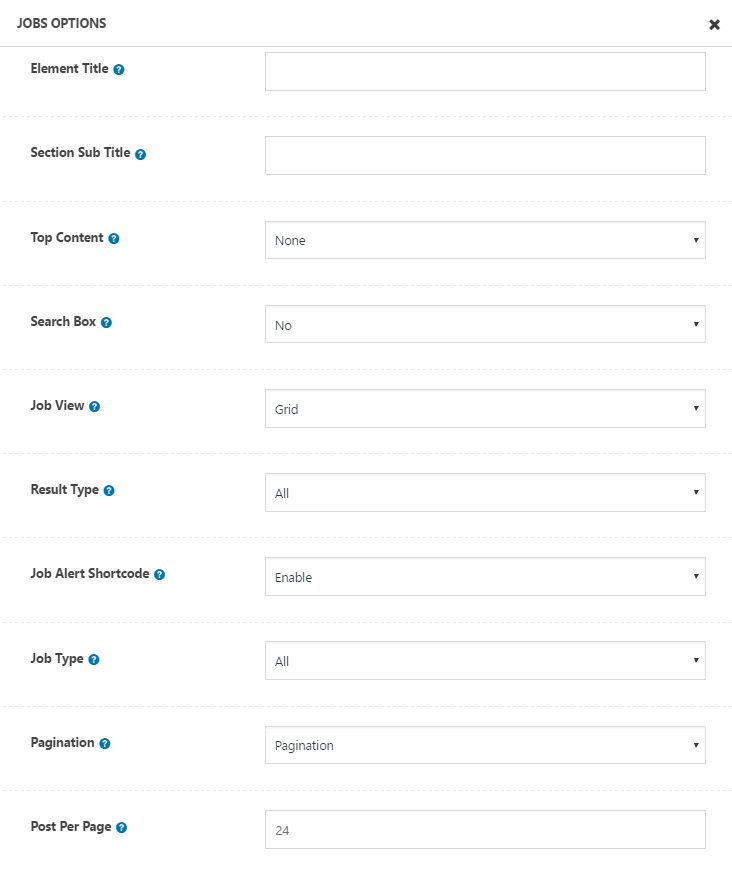 JOBS OPTIONS ✖
Element Title ?
Section Sub Title ?
Top Content ? None
Search Box ? No
Job View ? Grid
Result Type ? All
Job Alert Shortcode ? Enable
Job Type ? All
Pagination ? Pagination
Post Per Page ? 24